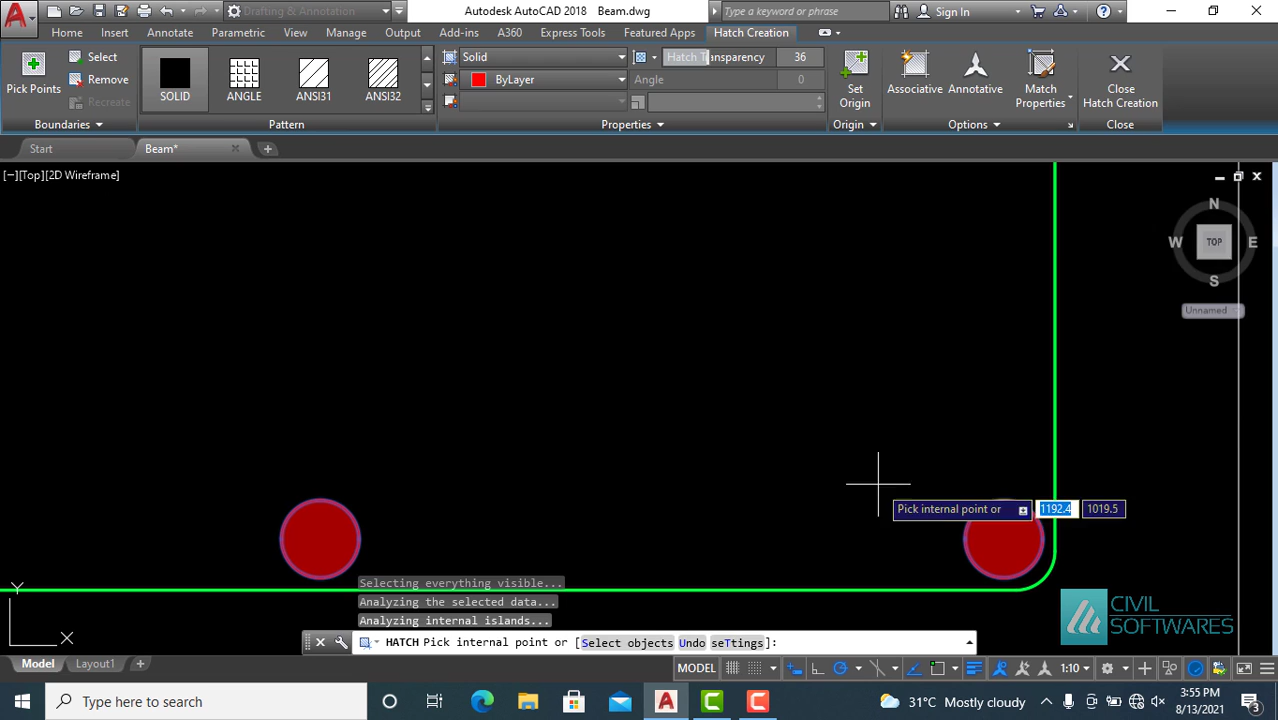 Drafting & Annotation
Autodesk AutoCAD 2018 Beam.dwg
Type a keyword or phrase
Sign In
Home Insert Annotate Parametric View Manage Output Add-ins A360 Express Tools Featured Apps Hatch Creation
Pick Points
Select
Remove
Recreate
Boundaries
SOLID
ANGLE
ANSI31
ANSI32
Pattern
Solid
ByLayer
Hatch Transparency 36
Angle 0
Properties
Set
Origin
Origin
Associative
Annotative
Match
Properties
Options
Close
Hatch Creation
Close
Start
Beam*
[−][Top][2D Wireframe]
N
W
TOP
E
S
Unnamed
Pick internal point or
1192.4
1019.5
Selecting everything visible...
Analyzing the selected data...
Analyzing internal islands...
HATCH Pick internal point or [Select objects Undo seTtings]:
CIVIL
SOFTWARES
Model
Layout1
MODEL
1:10
Type here to search
31°C Mostly cloudy
3:55 PM
8/13/2021
3